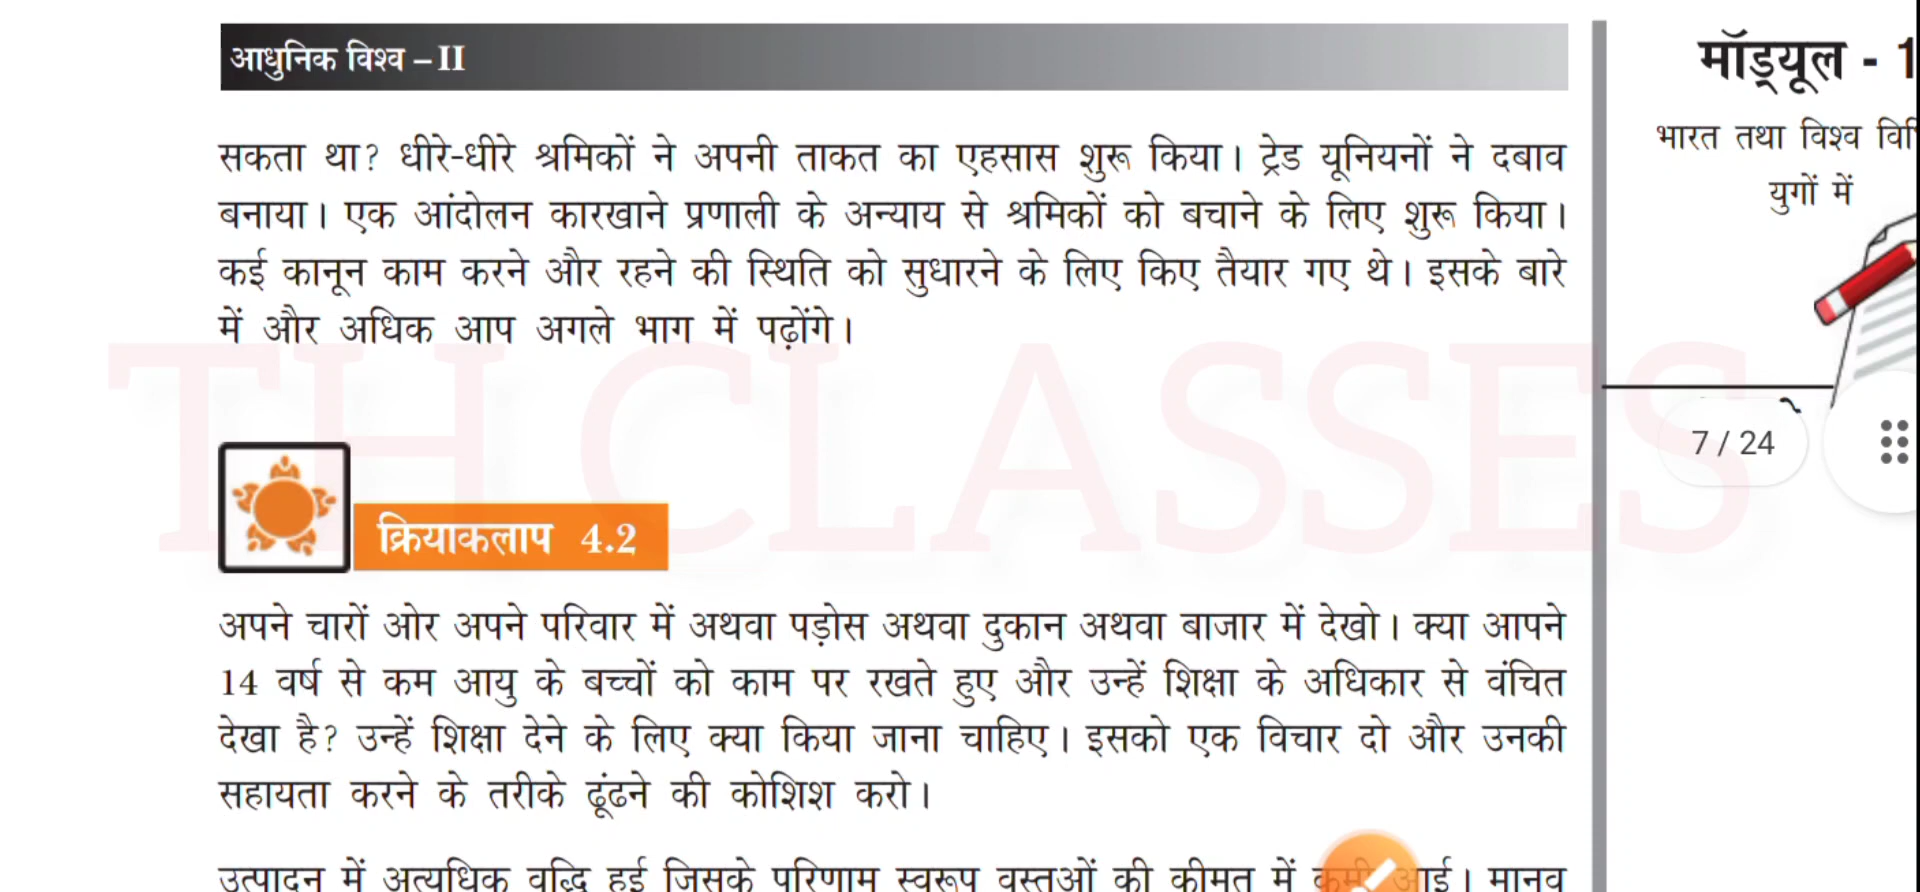 आधुनिक विश्व – II
मॉड्यूल - 1
भारत तथा विश्व
युगों में
सकता था? धीरे-धीरे श्रमिकों ने अपनी ताकत का एहसास शुरू किया। ट्रेड यूनियनों ने दबाव
बनाया। एक आंदोलन कारखाने प्रणाली के अन्याय से श्रमिकों को बचाने के लिए शुरू किया।
कई कानून काम करने और रहने की स्थिति को सुधारने के लिए किए तैयार गए थे। इसके बारे
में और अधिक आप अगले भाग में पढ़ोंगे।
TH CLASSES
7 / 24
क्रियाकलाप 4.2
अपने चारों ओर अपने परिवार में अथवा पड़ोस अथवा दुकान अथवा बाजार में देखो। क्या आपने
14 वर्ष से कम आयु के बच्चों को काम पर रखते हुए और उन्हें शिक्षा के अधिकार से वंचित
देखा है? उन्हें शिक्षा देने के लिए क्या किया जाना चाहिए। इसको एक विचार दो और उनकी
सहायता करने के तरीके ढूंढने की कोशिश करो।
उत्पादन में अत्यधिक वृद्धि हुई जिसके परिणाम स्वरूप वस्तुओं की कीमत में कमी आई। मानव